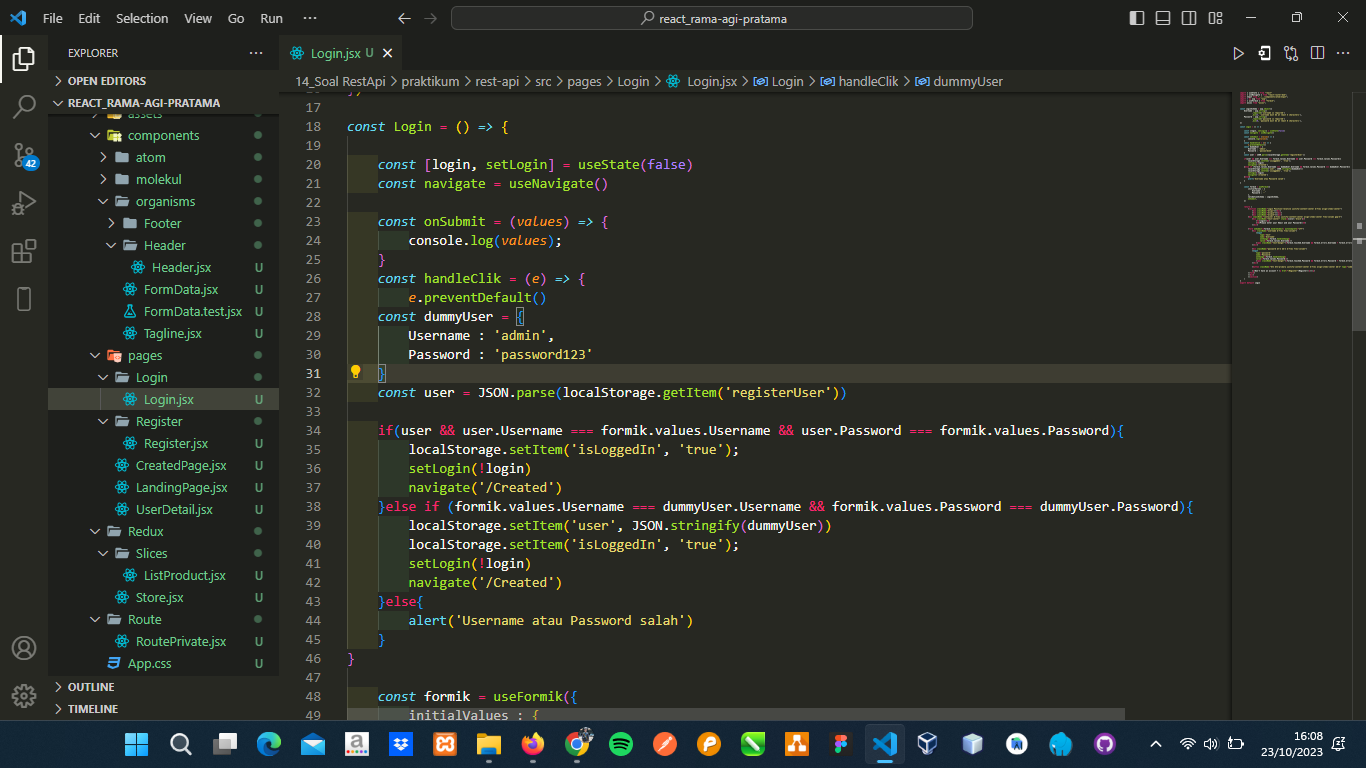 File Edit Selection View Go Run ···
react_rama-agi-pratama
EXPLORER ···
OPEN EDITORS
REACT_RAMA-AGI-PRATAMA
assets
components
atom
molekul
organisms
Footer
Header
Header.jsx U
FormData.jsx U
FormData.test.jsx U
Tagline.jsx U
pages
Login
Login.jsx U
Register
Register.jsx U
CreatedPage.jsx U
LandingPage.jsx U
UserDetail.jsx U
Redux
Slices
ListProduct.jsx U
Store.jsx U
Route
RoutePrivate.jsx U
App.css U
OUTLINE
TIMELINE
42
Login.jsx U
14_Soal RestApi > praktikum > rest-api > src > pages > Login > Login.jsx > Login > handleClik > dummyUser
17
18 const Login = () => {
19
20 const [login, setLogin] = useState(false)
21 const navigate = useNavigate()
22
23 const onSubmit = (values) => {
24 console.log(values);
25 }
26 const handleClik = (e) => {
27 e.preventDefault()
28 const dummyUser = {
29 Username : 'admin',
30 Password : 'password123'
31 }
32 const user = JSON.parse(localStorage.getItem('registerUser'))
33
34 if(user && user.Username === formik.values.Username && user.Password === formik.values.Password){
35 localStorage.setItem('isLoggedIn', 'true');
36 setLogin(!login)
37 navigate('/Created')
38 }else if (formik.values.Username === dummyUser.Username && formik.values.Password === dummyUser.Password){
39 localStorage.setItem('user', JSON.stringify(dummyUser))
40 localStorage.setItem('isLoggedIn', 'true');
41 setLogin(!login)
42 navigate('/Created')
43 }else{
44 alert('Username atau Password salah')
45 }
46 }
47
48 const formik = useFormik({
49 initialValues : {
16:08
23/10/2023